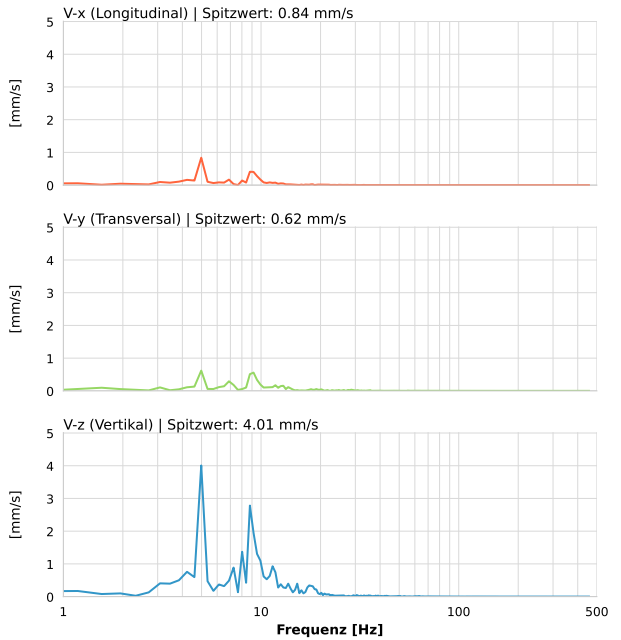 V-x (Longitudinal) | Spitzwert: 0.84 mm/s
5
4
3
2
1
0
[mm/s]
V-y (Transversal) | Spitzwert: 0.62 mm/s
5
4
3
2
1
0
[mm/s]
V-z (Vertikal) | Spitzwert: 4.01 mm/s
5
4
3
2
1
0
[mm/s]
1 10 100 500
Frequenz [Hz]